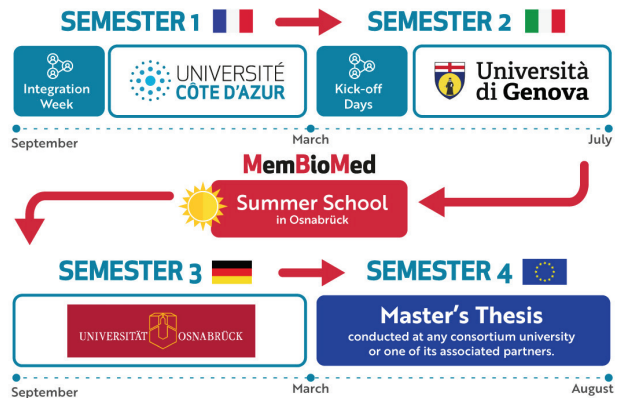 SEMESTER 1
SEMESTER 2
Integration
Week
UNIVERSITÉ
CÔTE D'AZUR
Kick-off
Days
Università
di Genova
September
March
July
MemBioMed
Summer School
in Osnabrück
SEMESTER 3
SEMESTER 4
UNIVERSITÄT OSNABRÜCK
Master's Thesis
conducted at any consortium university
or one of its associated partners.
September
March
August